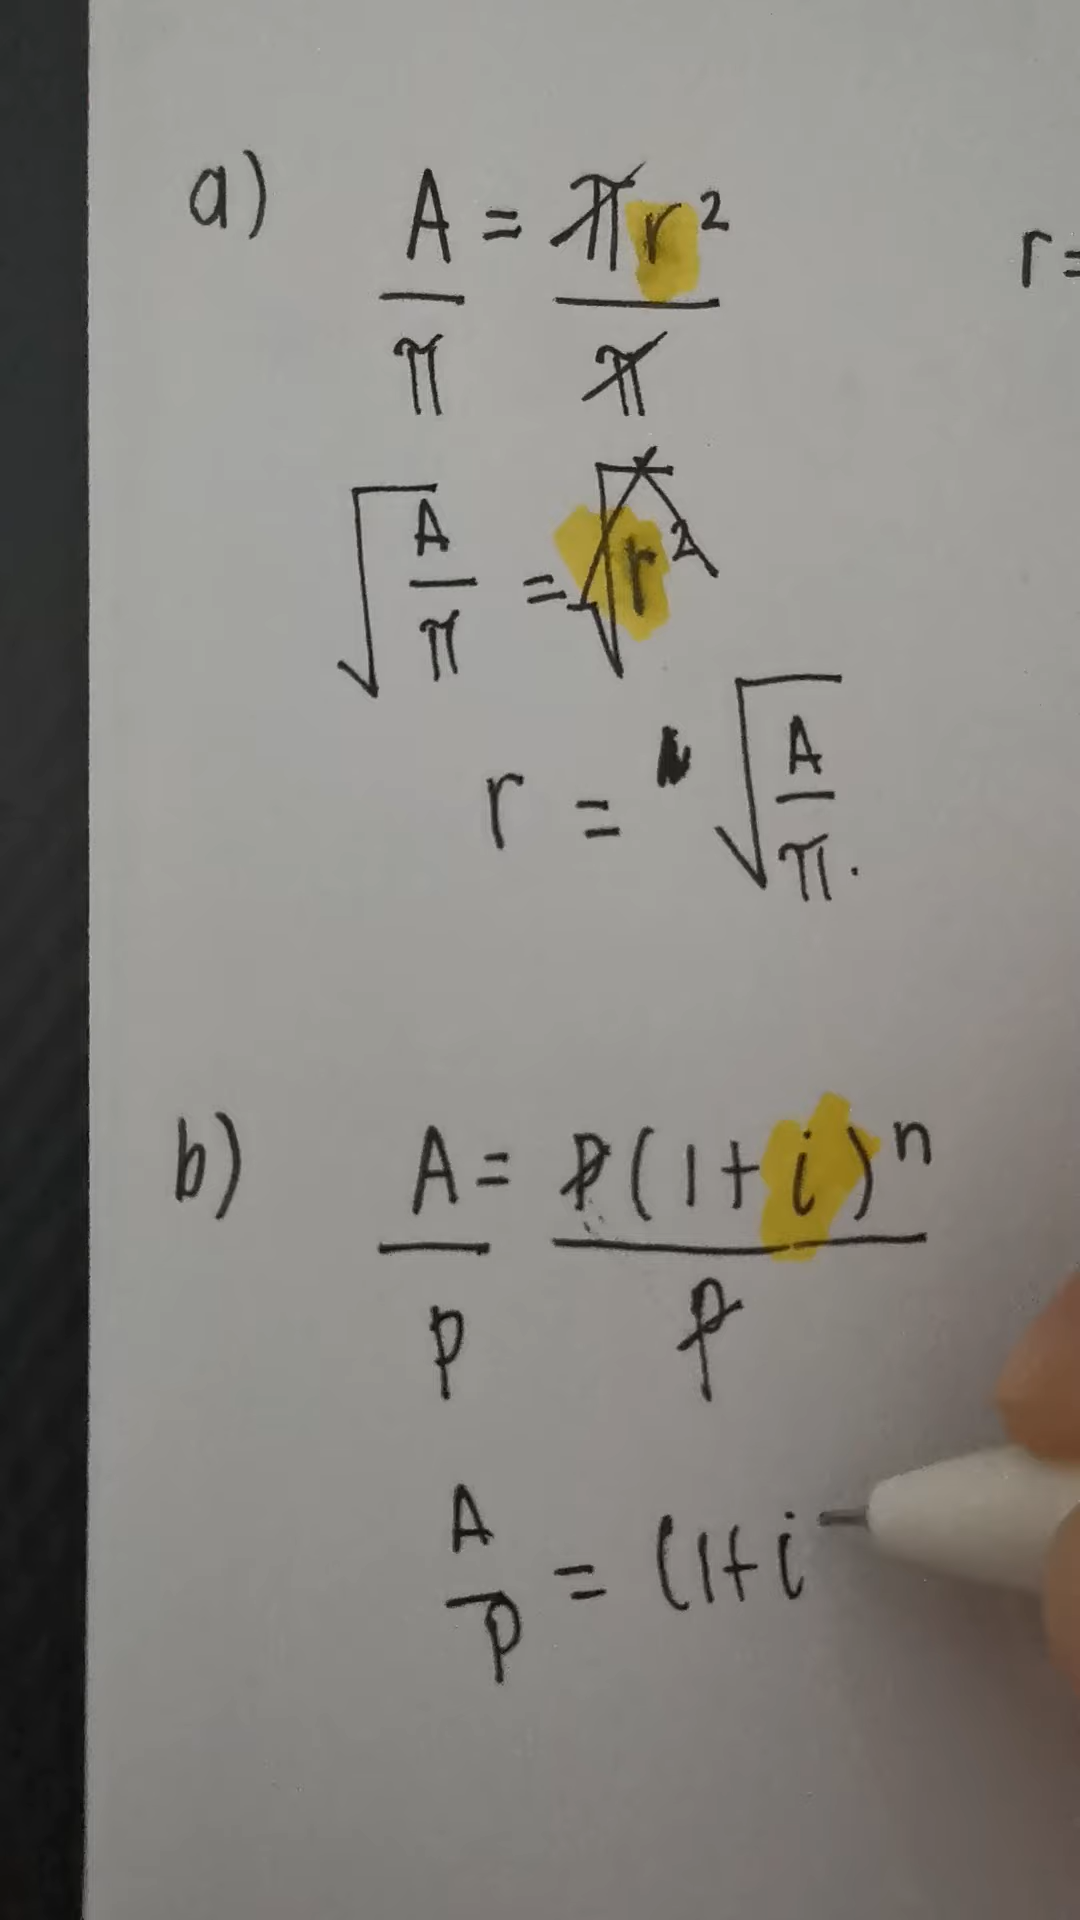 a) A = πr²
π π
r=
√A/π = √r²
r = √A/π.
b) A = P(1+i)ⁿ
P P
A/P = (1+i